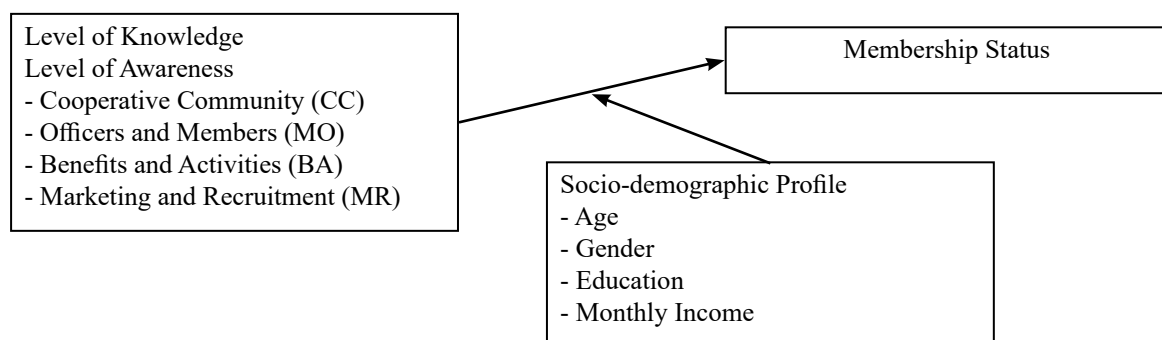 Level of Knowledge
Level of Awareness
- Cooperative Community (CC)
- Officers and Members (MO)
- Benefits and Activities (BA)
- Marketing and Recruitment (MR)
Membership Status
Socio-demographic Profile
- Age
- Gender
- Education
- Monthly Income